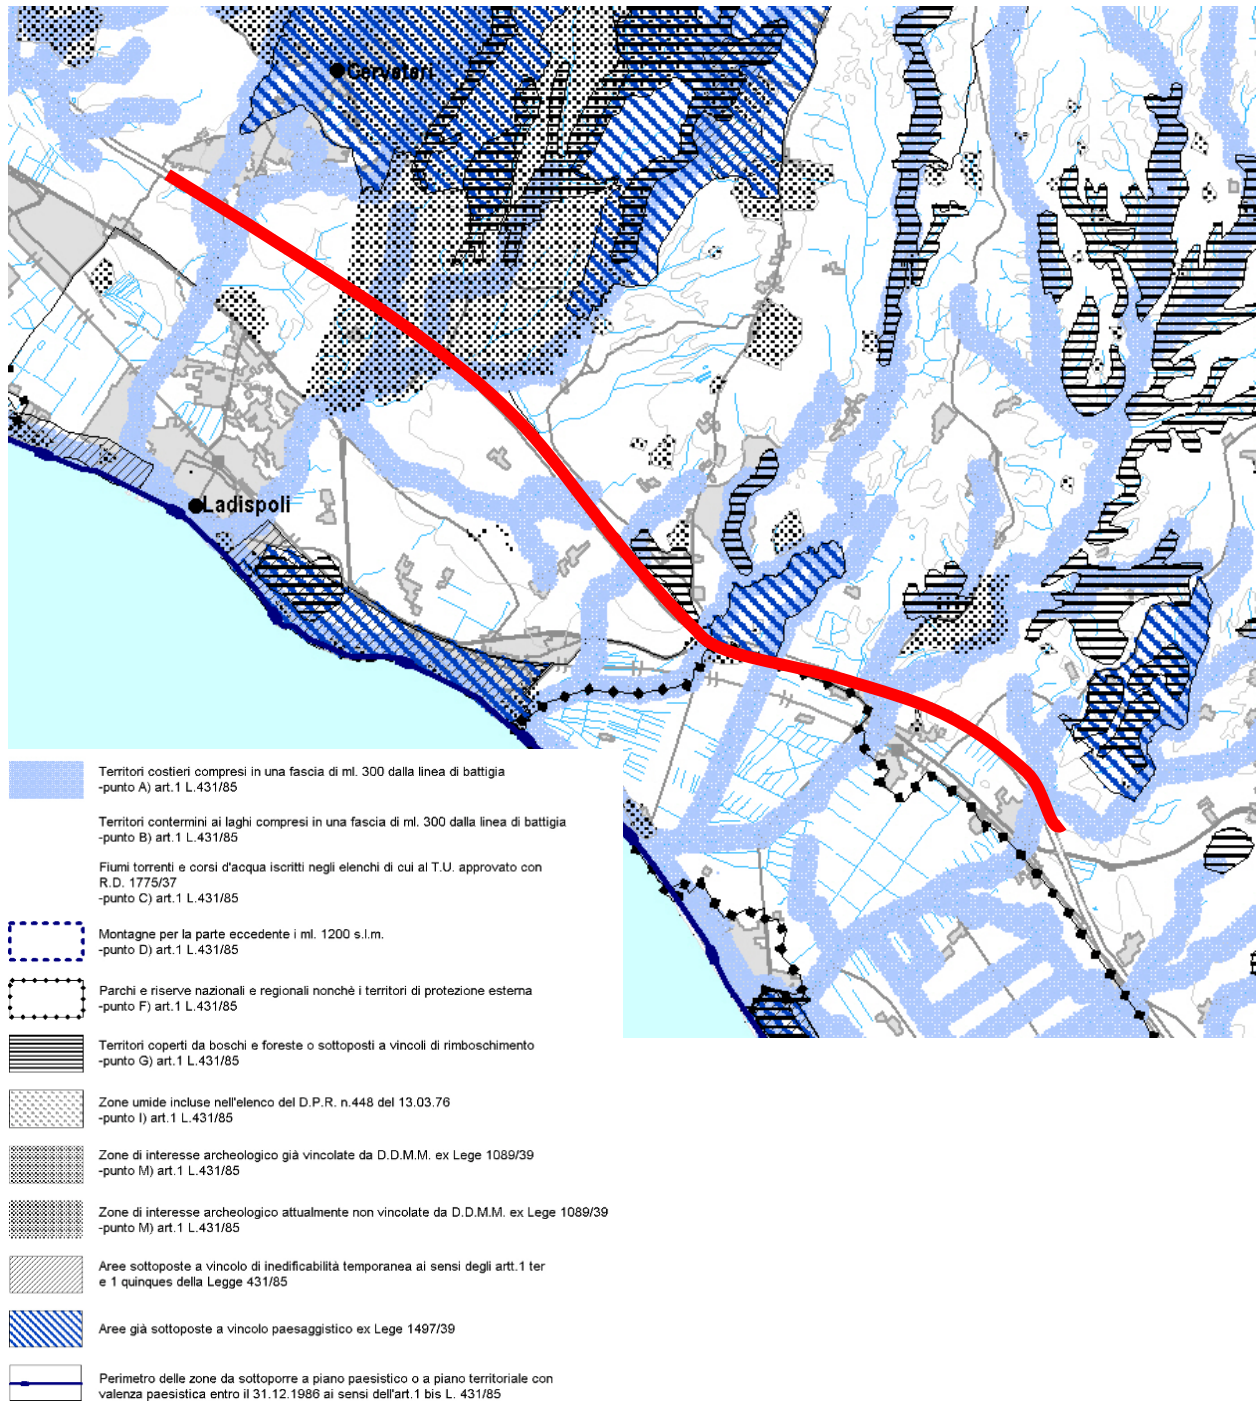 Cerveteri
Ladispoli
Territori costieri compresi in una fascia di ml. 300 dalla linea di battigia
-punto A) art.1 L.431/85
Territori contermini ai laghi compresi in una fascia di ml. 300 dalla linea di battigia
-punto B) art.1 L.431/85
Fiumi torrenti e corsi d'acqua iscritti negli elenchi di cui al T.U. approvato con
R.D. 1775/37
-punto C) art.1 L.431/85
Montagne per la parte eccedente i ml. 1200 s.l.m.
-punto D) art.1 L.431/85
Parchi e riserve nazionali e regionali nonchè i territori di protezione esterna
-punto F) art.1 L.431/85
Territori coperti da boschi e foreste o sottoposti a vincoli di rimboschimento
-punto G) art.1 L.431/85
Zone umide incluse nell'elenco del D.P.R. n.448 del 13.03.76
-punto I) art.1 L.431/85
Zone di interesse archeologico già vincolate da D.D.M.M. ex Lege 1089/39
-punto M) art.1 L.431/85
Zone di interesse archeologico attualmente non vincolate da D.D.M.M. ex Lege 1089/39
-punto M) art.1 L.431/85
Aree sottoposte a vincolo di inedificabilità temporanea ai sensi degli artt.1 ter
e 1 quinques della Legge 431/85
Aree già sottoposte a vincolo paesaggistico ex Lege 1497/39
Perimetro delle zone da sottoporre a piano paesistico o a piano territoriale con
valenza paesistica entro il 31.12.1986 ai sensi dell'art.1 bis L. 431/85